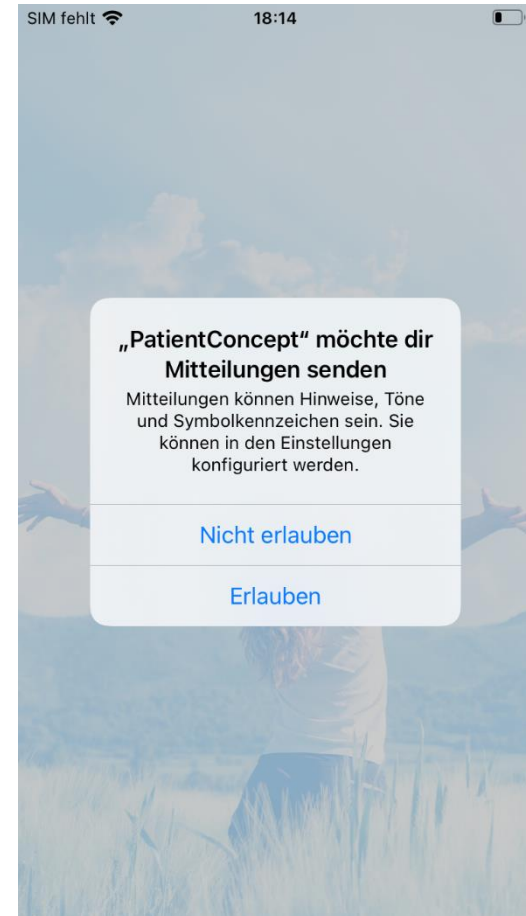 SIM fehlt
18:14
„PatientConcept“ möchte dir
Mitteilungen senden
Mitteilungen können Hinweise, Töne
und Symbolkennzeichen sein. Sie
können in den Einstellungen
konfiguriert werden.
Nicht erlauben
Erlauben